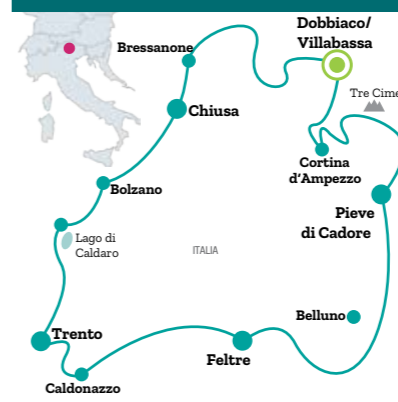 Dobbiaco/
Villabassa
Bressanone
Tre Cime
Chiusa
Cortina
d'Ampezzo
Bolzano
Pieve
di Cadore
Lago di
Caldaro
ITALIA
Belluno
Trento
Feltre
Caldonazzo